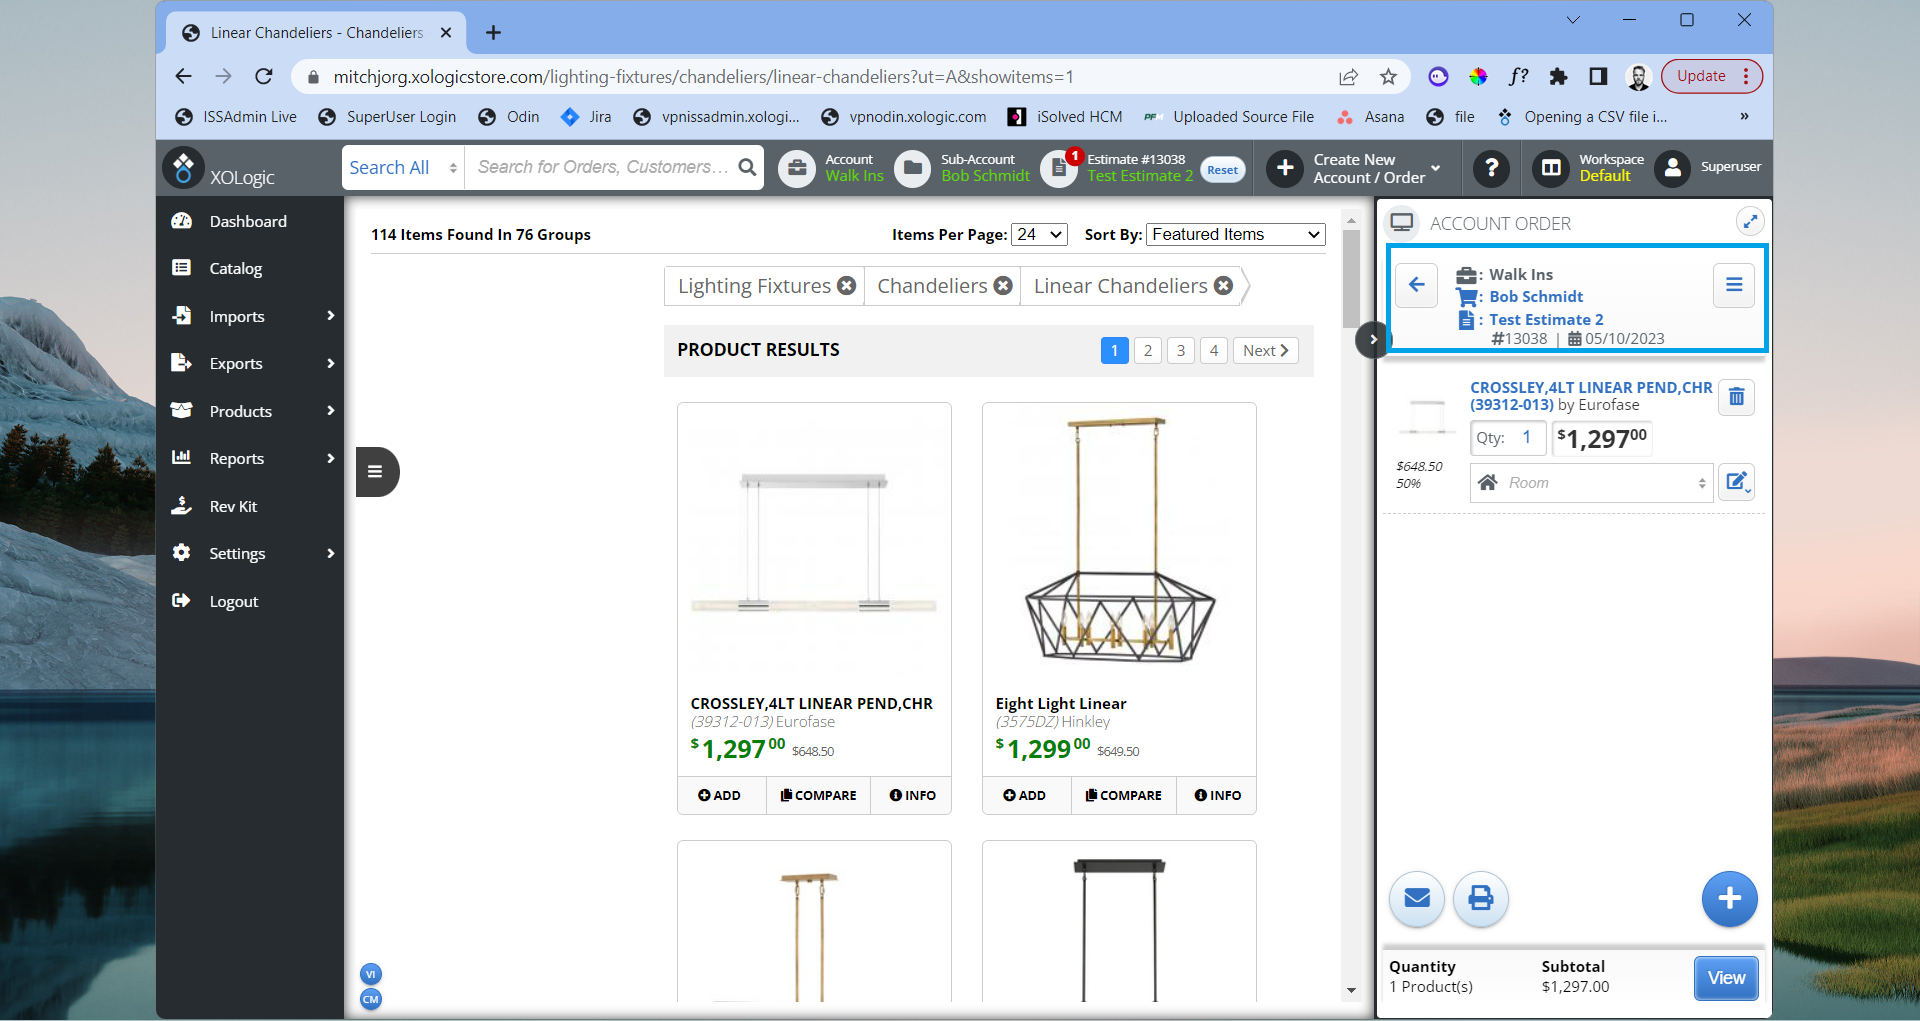 Linear Chandeliers - Chandeliers
mitchjorg.xologicstore.com/lighting-fixtures/chandeliers/linear-chandeliers?ut=A&showitems=1
f?
Update
ISSAdmin Live
SuperUser Login
Odin
Jira
vpnissadmin.xologi...
vpnodin.xologic.com
iSolved HCM
Uploaded Source File
Asana
file
Opening a CSV file i...
»
XOLogic
Search All
Search for Orders, Customers...
Account
Walk Ins
Sub-Account
Bob Schmidt
1
Estimate #13038
Test Estimate 2
Reset
Create New
Account / Order
?
Workspace
Default
Superuser
Dashboard
Catalog
Imports
Exports
Products
Reports
Rev Kit
Settings
Logout
114 Items Found In 76 Groups
Items Per Page: 24
Sort By: Featured Items
Lighting Fixtures
Chandeliers
Linear Chandeliers
PRODUCT RESULTS
1 2 3 4 Next
CROSSLEY,4LT LINEAR PEND,CHR
(39312-013) Eurofase
$1,297.00 $648.50
ADD COMPARE INFO
Eight Light Linear
(3575DZ) Hinkley
$1,299.00 $649.50
ADD COMPARE INFO
VI
CM
ACCOUNT ORDER
: Walk Ins
: Bob Schmidt
: Test Estimate 2
#13038 | 05/10/2023
CROSSLEY,4LT LINEAR PEND,CHR
(39312-013) by Eurofase
Qty: 1 $1,297.00
$648.50
50%
Room
Quantity
1 Product(s)
Subtotal
$1,297.00
View